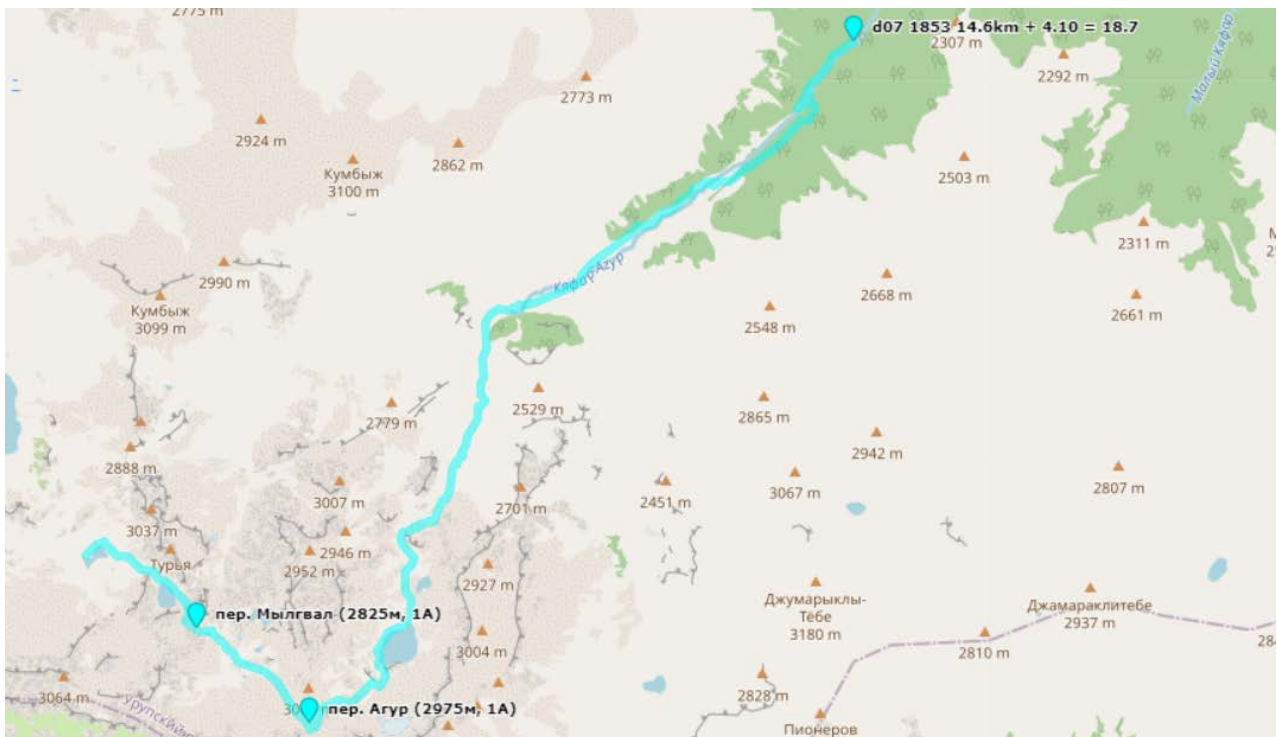 2775 m
d07 1853 14.6km + 4.10 = 18.7
2307 m
2292 m
Малый Кяфар
2773 m
2924 m
2862 m
Кумбыж
3100 m
2503 m
2311 m
2990 m
Кяфар-Агур
2668 m
2661 m
Кумбыж
3099 m
2548 m
2779 m
2529 m
2865 m
2888 m
2942 m
3007 m
2701 m
2451 m
3067 m
2807 m
3037 m
2946 m
Турья
2952 m
2927 m
Джумарыклы-
Тёбе
3180 m
Джамараклитебе
2937 m
пер. Мылгвал (2825м, 1А)
3004 m
2810 m
3064 m
2828 m
пер. Агур (2975м, 1А)
Пионеров